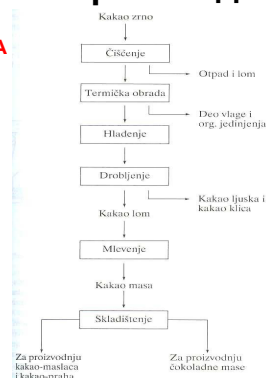 Kakao zrno
Čišćenje
Otpad i lom
Termička obrada
Deo vlage i
org. jedinjenja
Hlađenje
Drobljenje
Kakao ljuska i
kakao klica
Kakao lom
Mlevenje
Kakao masa
Skladištenje
Za proizvodnju
kakao-maslaca
i kakao-praha
Za proizvodnju
čokoladne mase